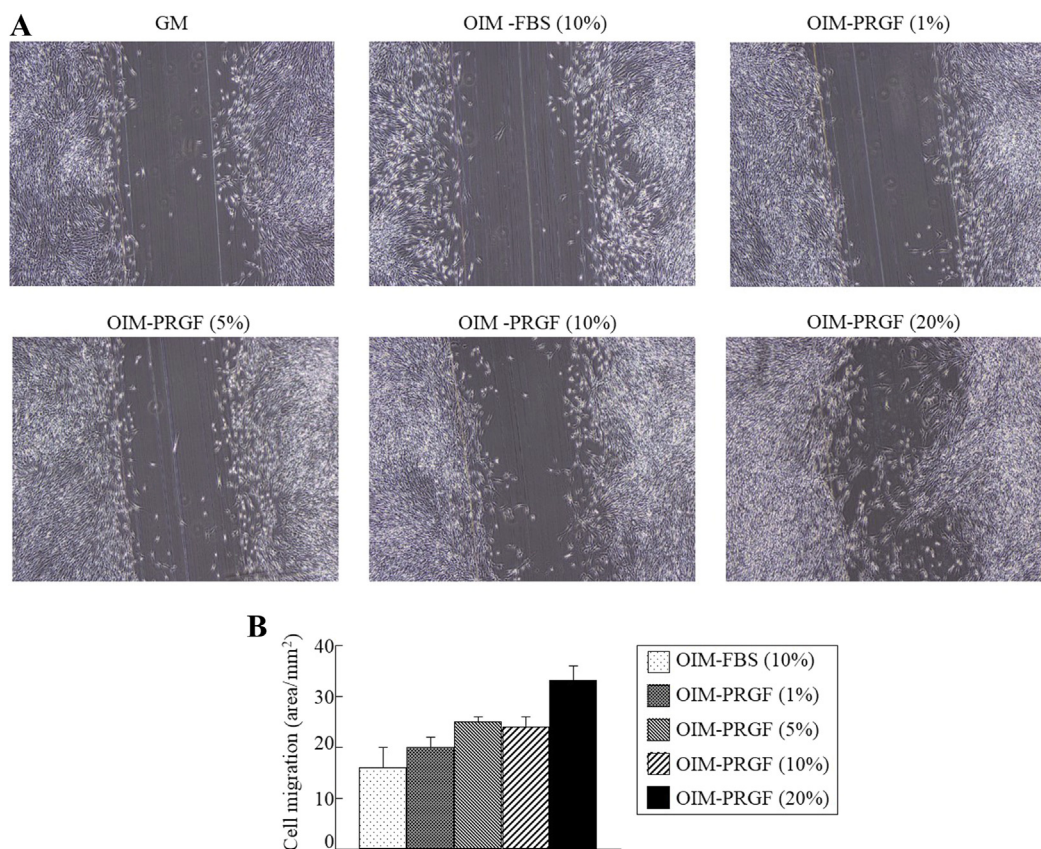 A
GM
OIM -FBS (10%)
OIM-PRGF (1%)
OIM-PRGF (5%)
OIM -PRGF (10%)
OIM-PRGF (20%)
B
Cell migration (area/mm²)
40
30
20
10
0
OIM-FBS (10%)
OIM-PRGF (1%)
OIM-PRGF (5%)
OIM-PRGF (10%)
OIM-PRGF (20%)